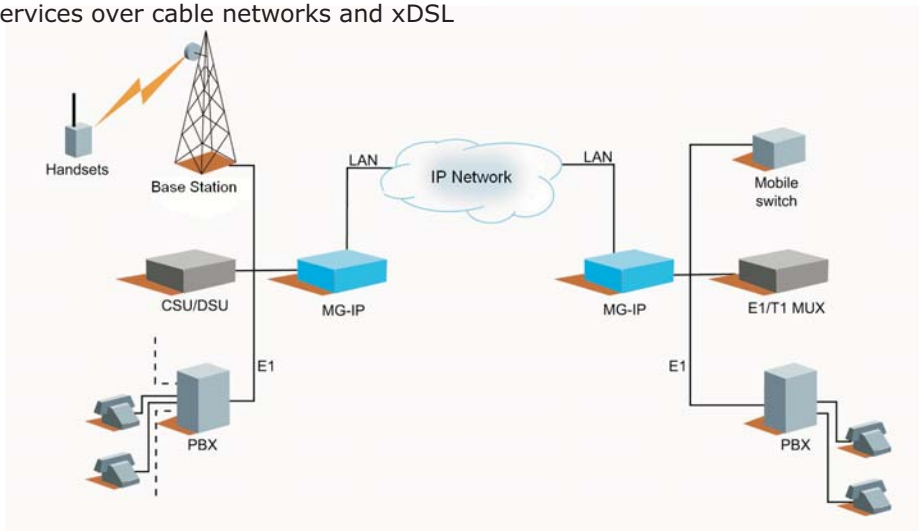 ervices over cable networks and xDSL
Handsets
Base Station
LAN
IP Network
LAN
Mobile
switch
CSU/DSU
MG-IP
MG-IP
E1/T1 MUX
E1
E1
PBX
PBX